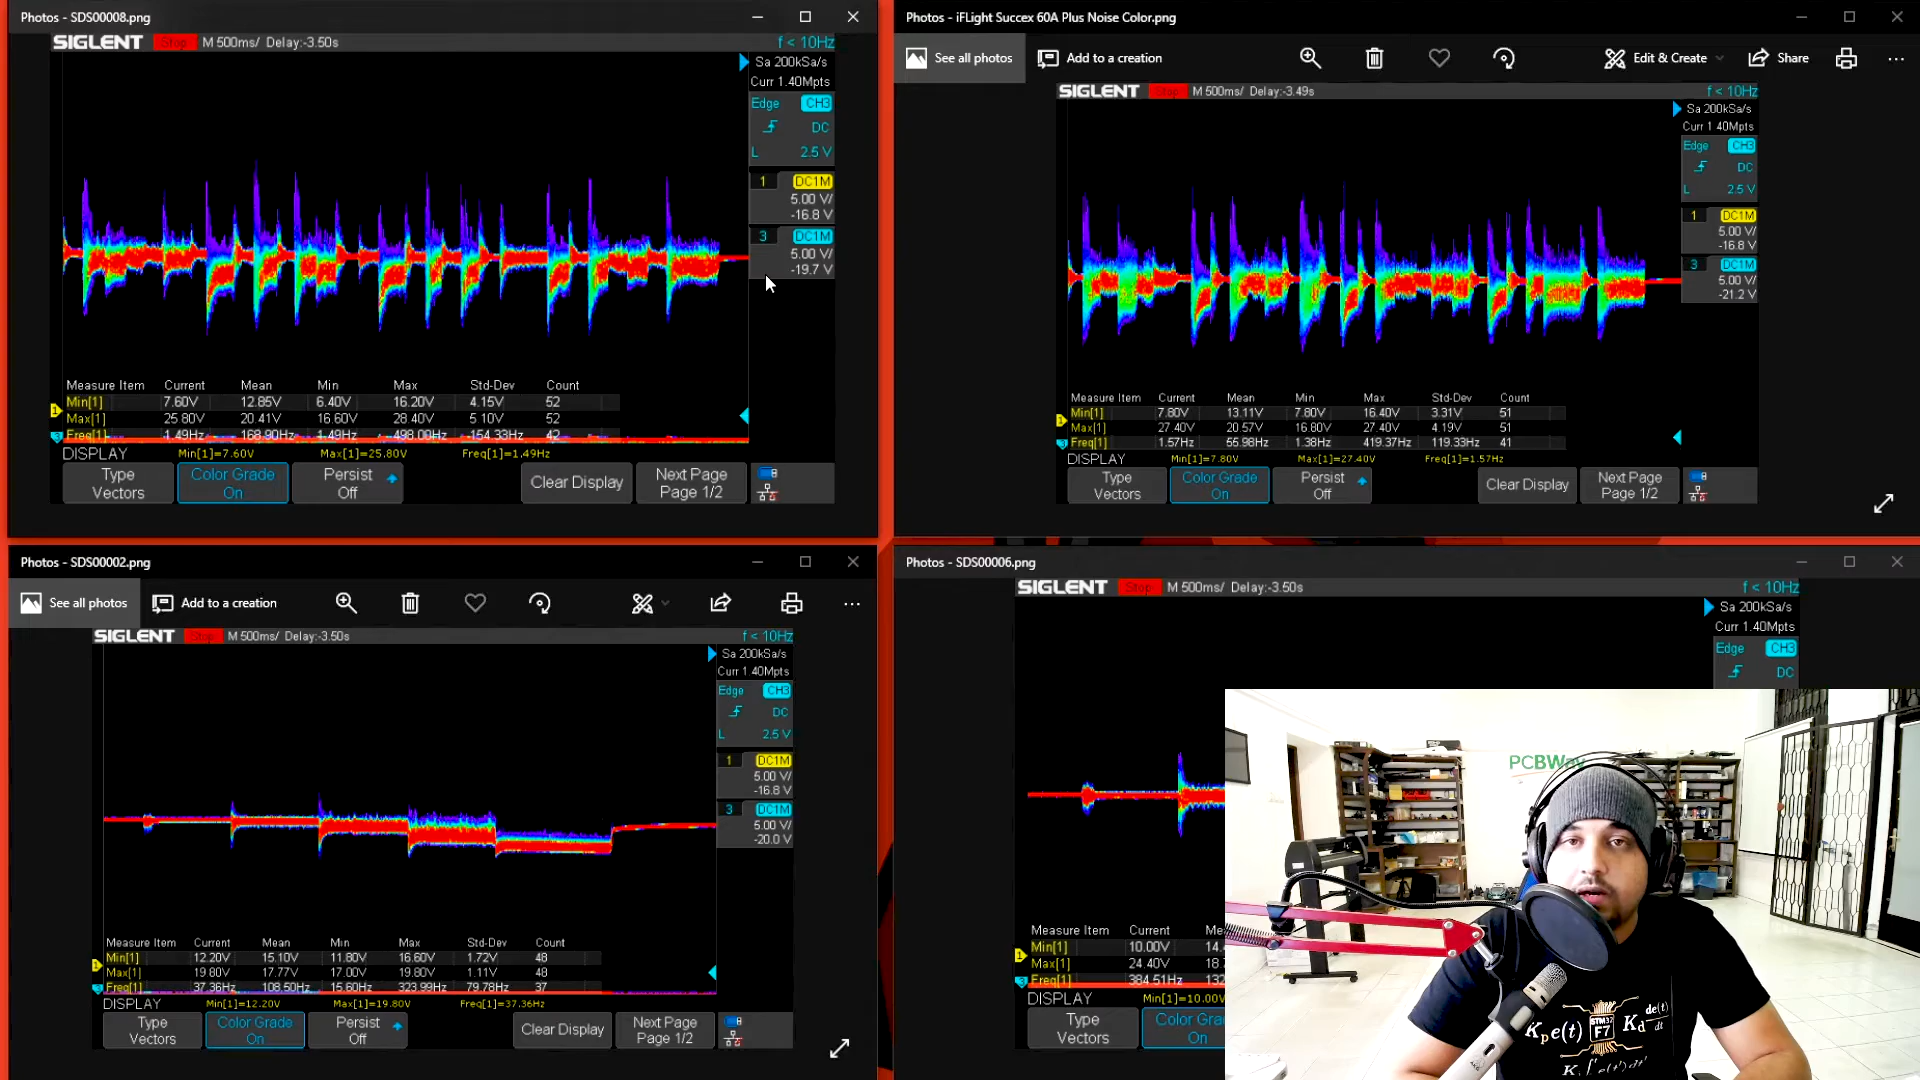 Photos - SDS00008.png
SIGLENT Stop M 500ms/ Delay:-3.50s f < 10Hz
Sa 200kSa/s
Curr 1.40Mpts
Edge CH3
DC
L 2.5 V
1 DC1M
5.00 V/
-16.8 V
3 DC1M
5.00 V/
-19.7 V
Measure Item Current Mean Min Max Std-Dev Count
Min[1] 7.60V 12.85V 6.40V 16.20V 4.15V 52
Max[1] 25.80V 20.41V 16.60V 28.40V 5.10V 52
Freq[1] 1.49Hz 168.90Hz 1.49Hz 498.00Hz 154.33Hz 42
DISPLAY Min[1]=7.60V Max[1]=25.80V Freq[1]=1.49Hz
Type Vectors
Color Grade On
Persist Off
Clear Display
Next Page Page 1/2
Photos - iFLight Succex 60A Plus Noise Color.png
See all photos Add to a creation Edit & Create Share
SIGLENT Stop M 500ms/ Delay:-3.49s f < 10Hz
Sa 200kSa/s
Curr 1.40Mpts
Edge CH3
DC
L 2.5 V
1 DC1M
5.00 V/
-16.8 V
3 DC1M
5.00 V/
-21.2 V
Measure Item Current Mean Min Max Std-Dev Count
Min[1] 7.80V 13.11V 7.80V 16.40V 3.31V 51
Max[1] 27.40V 20.57V 16.80V 27.40V 4.19V 51
Freq[1] 1.57Hz 55.98Hz 1.38Hz 419.37Hz 119.33Hz 41
DISPLAY Min[1]=7.80V Max[1]=27.40V Freq[1]=1.57Hz
Type Vectors
Color Grade On
Persist Off
Clear Display
Next Page Page 1/2
Photos - SDS00002.png
See all photos Add to a creation
SIGLENT Stop M 500ms/ Delay:-3.50s f < 10Hz
Sa 200kSa/s
Curr 1.40Mpts
Edge CH3
DC
L 2.5 V
1 DC1M
5.00 V/
-16.8 V
3 DC1M
5.00 V/
-20.0 V
Measure Item Current Mean Min Max Std-Dev Count
Min[1] 12.20V 15.10V 11.80V 16.60V 1.72V 48
Max[1] 19.80V 17.77V 17.00V 19.80V 1.11V 48
Freq[1] 37.36Hz 108.50Hz 15.60Hz 323.99Hz 79.78Hz 37
DISPLAY Min[1]=12.20V Max[1]=19.80V Freq[1]=37.36Hz
Type Vectors
Color Grade On
Persist Off
Clear Display
Next Page Page 1/2
Photos - SDS00006.png
SIGLENT Stop M 500ms/ Delay:-3.50s f < 10Hz
Sa 200kSa/s
Curr 1.40Mpts
Edge CH3
DC
Measure Item Current Me
Min[1] 10.00V 14.
Max[1] 24.40V 18.
Freq[1] 384.51Hz 132
DISPLAY Min[1]=10.00V
Type Vectors
Color Gra On
PCBWay
Kp e(t) STM32 F7 Kd de(t)/dt